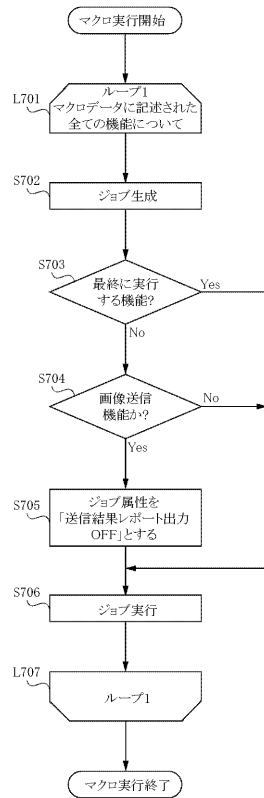 マクロ実行開始
L701
ループ1
マクロデータに記述された
全ての機能について
S702
ジョブ生成
S703
最終に実行
する機能?
Yes
No
S704
画像送信
機能か?
No
Yes
S705
ジョブ属性を
「送信結果レポート出力
OFF」とする
S706
ジョブ実行
L707
ループ1
マクロ実行終了